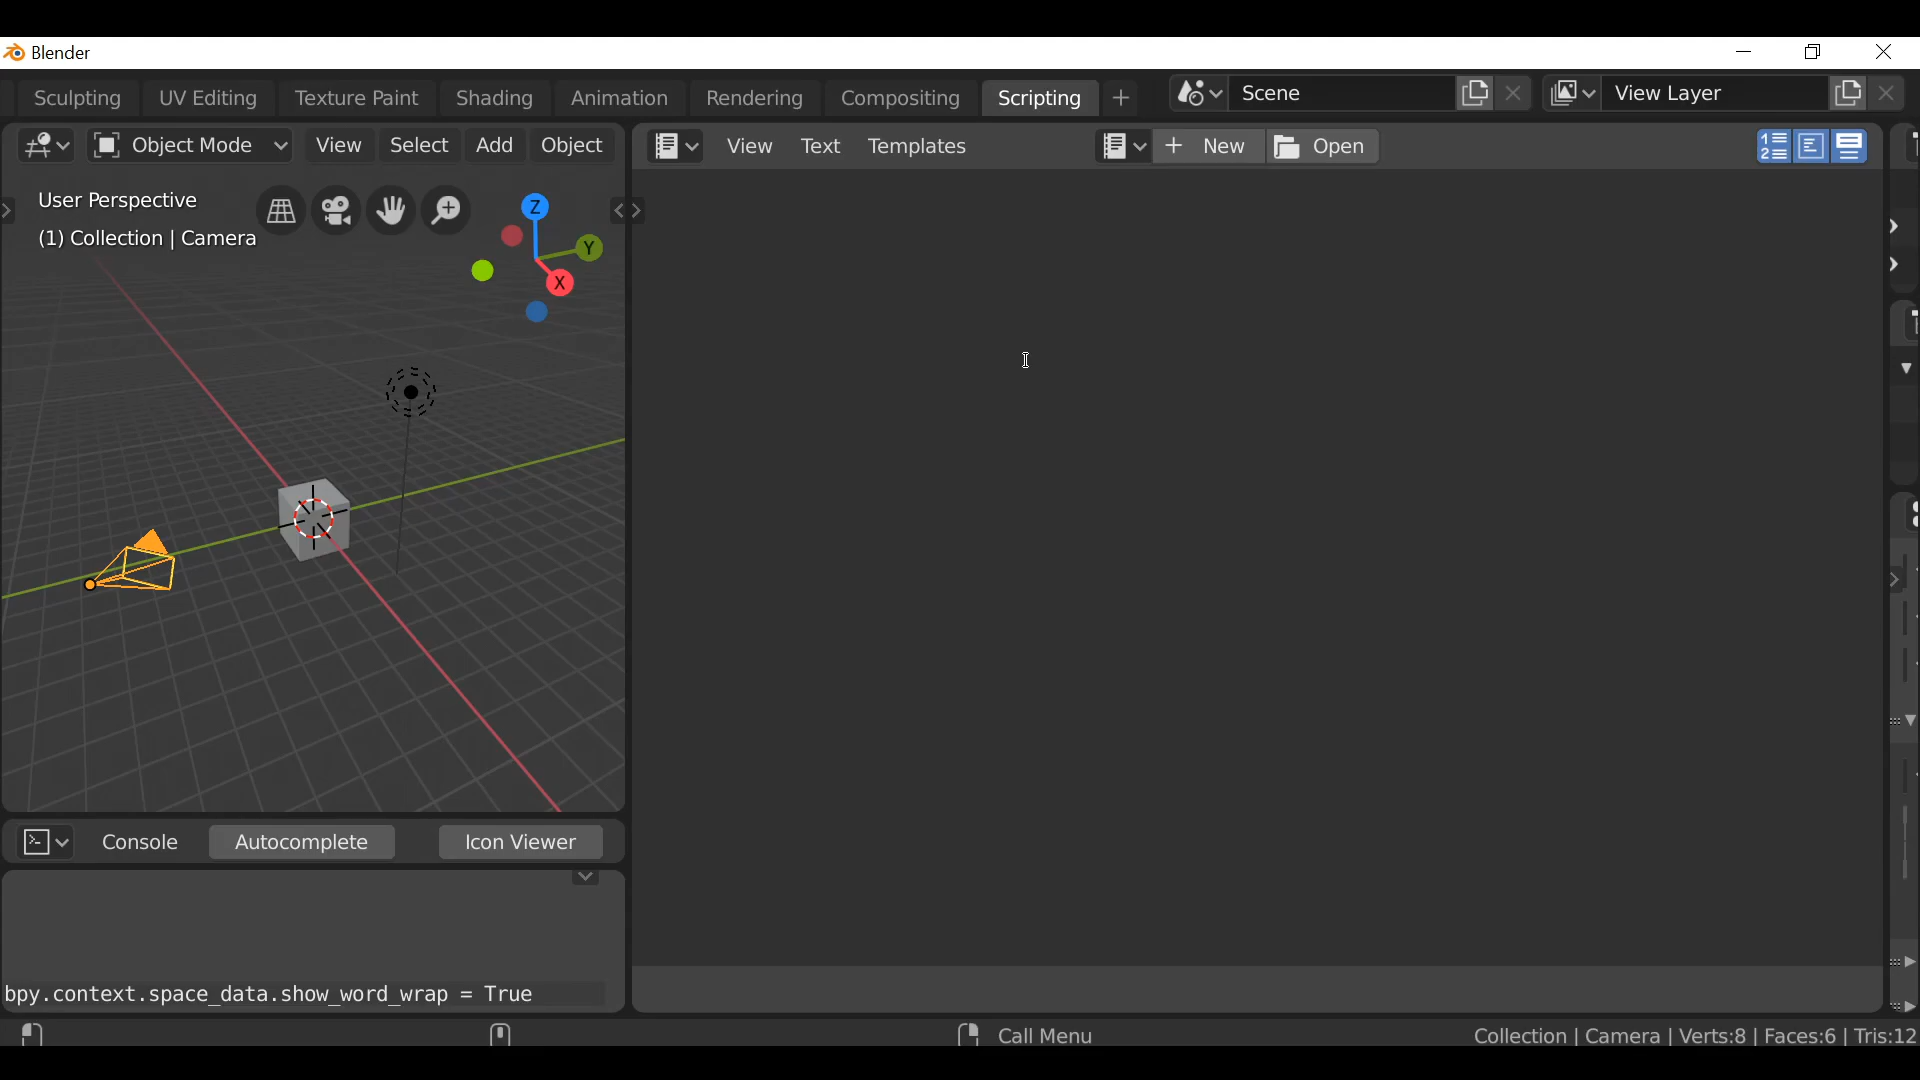 Blender
Sculpting UV Editing Texture Paint Shading Animation Rendering Compositing Scripting Scene View Layer
Object Mode View Select Add Object View Text Templates New Open
User Perspective
(1) Collection | Camera
Z
Y
X
Console Autocomplete Icon Viewer
bpy.context.space_data.show_word_wrap = True
Call Menu Collection | Camera | Verts:8 | Faces:6 | Tris:12